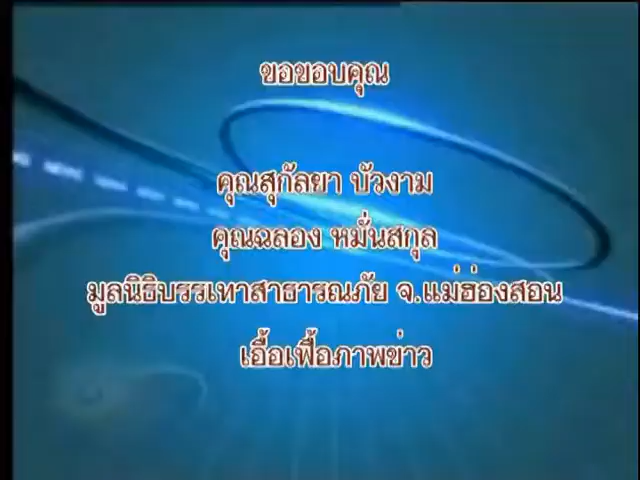 ขอขอบคุณ
คุณสุกัลยา บัวงาม
คุณฉลอง หมั่นสกุล
มูลนิธิบรรเทาสาธารณภัย จ.แม่ฮ่องสอน
เอื้อเฟื้อภาพข่าว